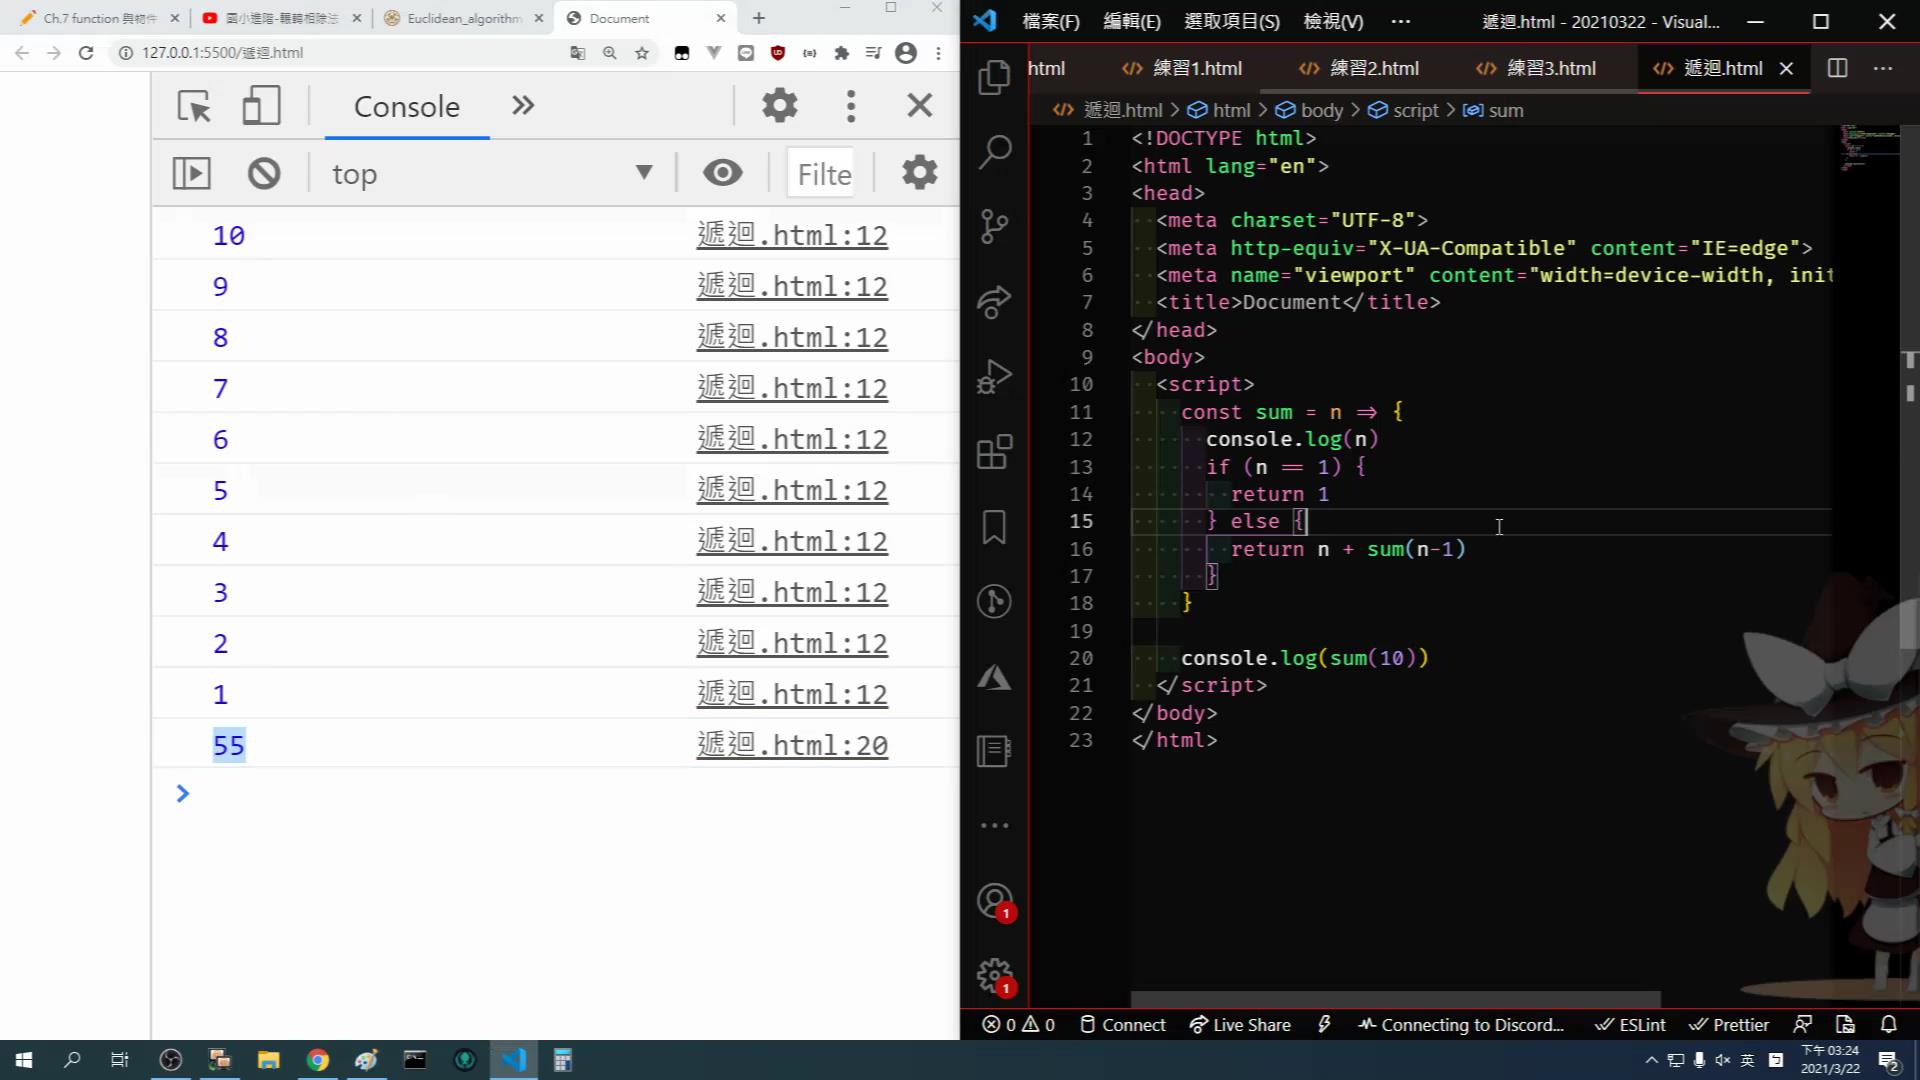 Ch.7 function 與物件
國小進階-輾轉相除法
Euclidean_algorithm
Document
127.0.0.1:5500/遞迴.html
Console
top
Filte
10 遞迴.html:12
9 遞迴.html:12
8 遞迴.html:12
7 遞迴.html:12
6 遞迴.html:12
5 遞迴.html:12
4 遞迴.html:12
3 遞迴.html:12
2 遞迴.html:12
1 遞迴.html:12
55 遞迴.html:20
檔案(F) 編輯(E) 選取項目(S) 檢視(V) ··· 遞迴.html - 20210322 - Visual...
html 練習1.html 練習2.html 練習3.html 遞迴.html
遞迴.html > html > body > script > sum
1 <!DOCTYPE html>
2 <html lang="en">
3 <head>
4 <meta charset="UTF-8">
5 <meta http-equiv="X-UA-Compatible" content="IE=edge">
6 <meta name="viewport" content="width=device-width, init
7 <title>Document</title>
8 </head>
9 <body>
10 <script>
11 const sum = n => {
12 console.log(n)
13 if (n == 1) {
14 return 1
15 } else {
16 return n + sum(n-1)
17 }
18 }
19
20 console.log(sum(10))
21 </script>
22 </body>
23 </html>
1
1
0 0 Connect Live Share Connecting to Discord... ESLint Prettier
英
下午 03:24
2021/3/22
2